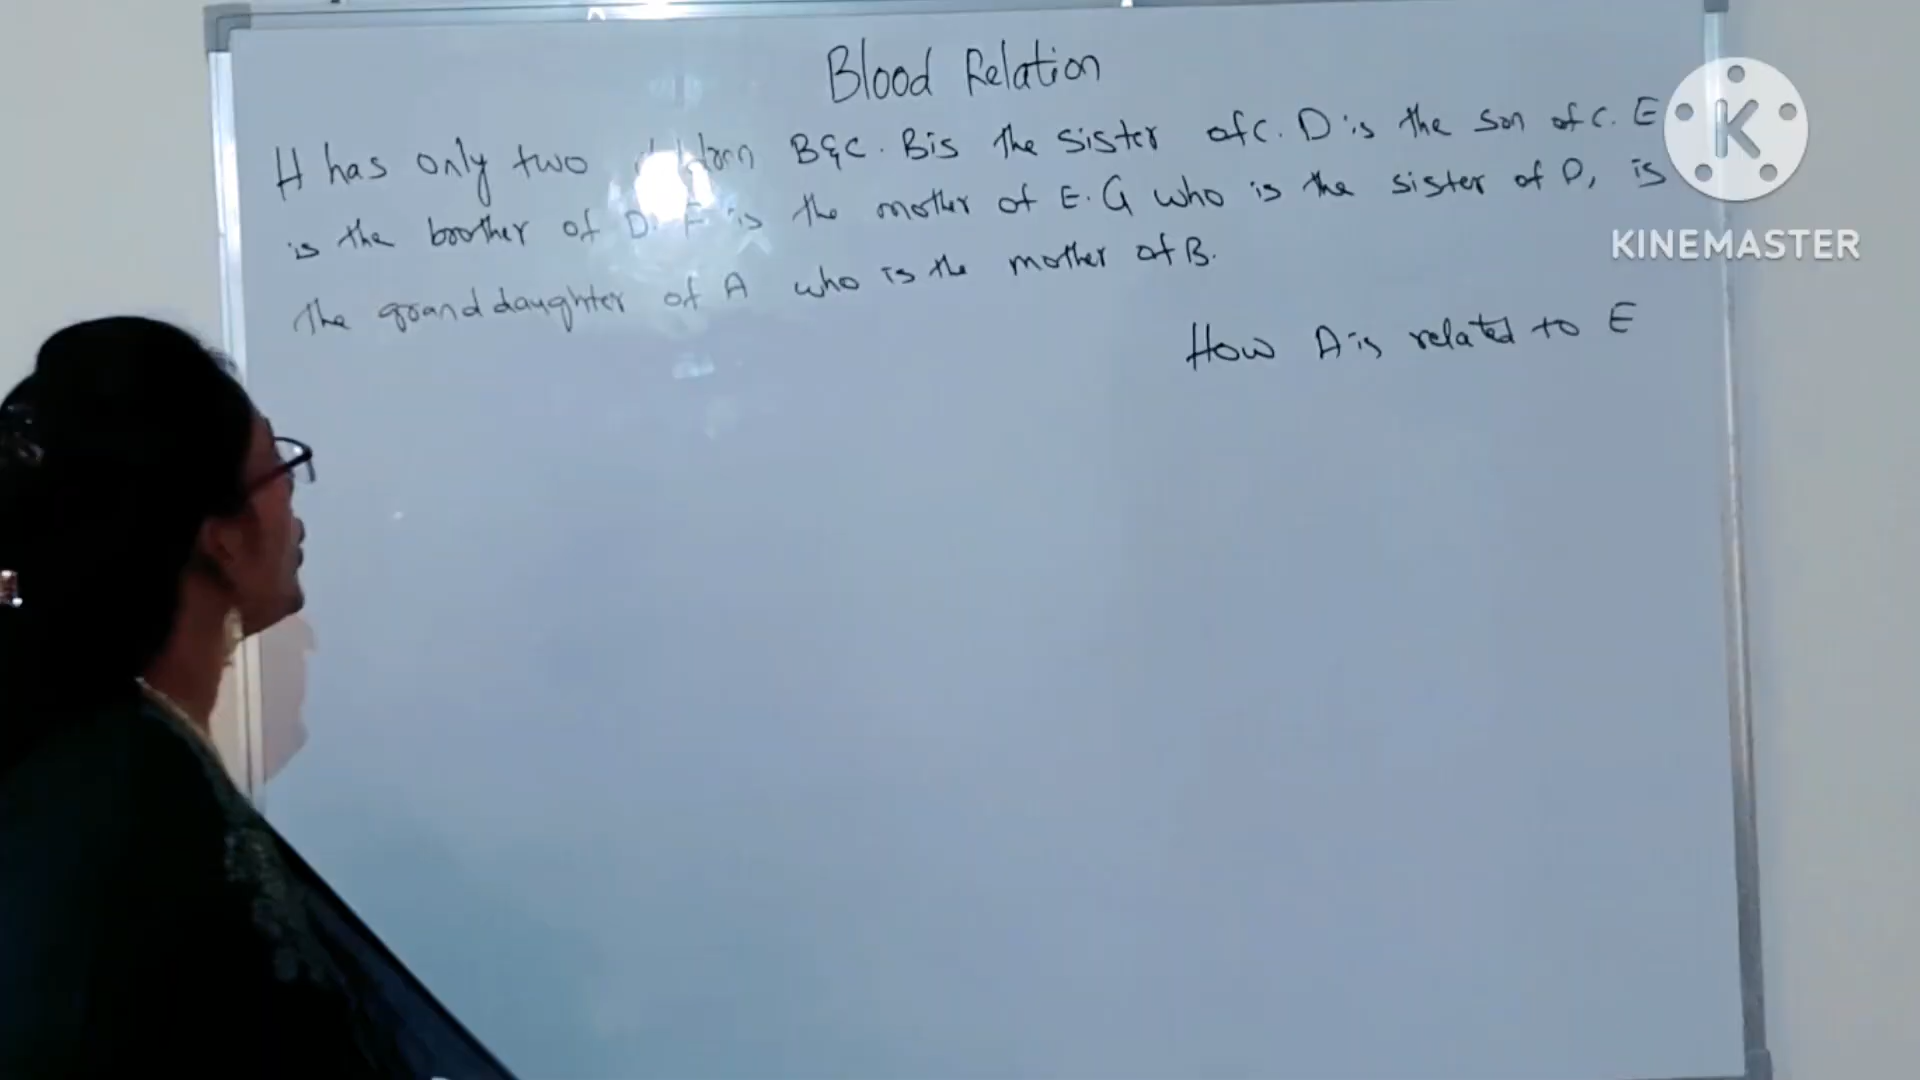 Blood Relation
H has only two B&C. B is the sister of C. D is the son of C. E
is the brother of D. F is the mother of E. G who is the sister of D, is
the grand daughter of A who is the mother of B.
How A is related to E
K
KINEMASTER